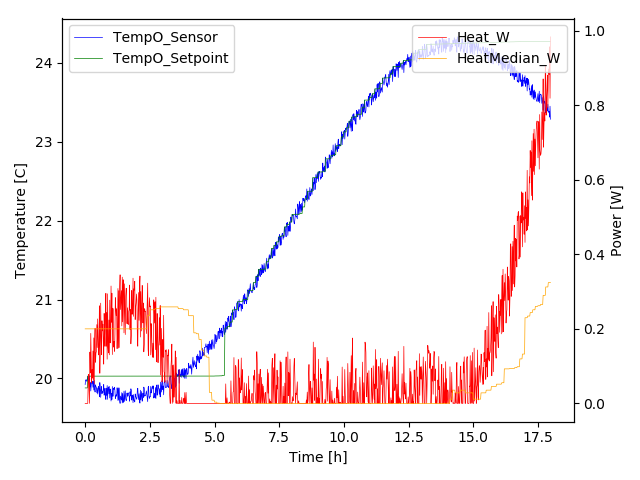 TempO_Sensor
TempO_Setpoint
Heat_W
HeatMedian_W
24
23
22
21
20
Temperature [C]
1.0
0.8
0.6
0.4
0.2
0.0
Power [W]
0.0 2.5 5.0 7.5 10.0 12.5 15.0 17.5
Time [h]